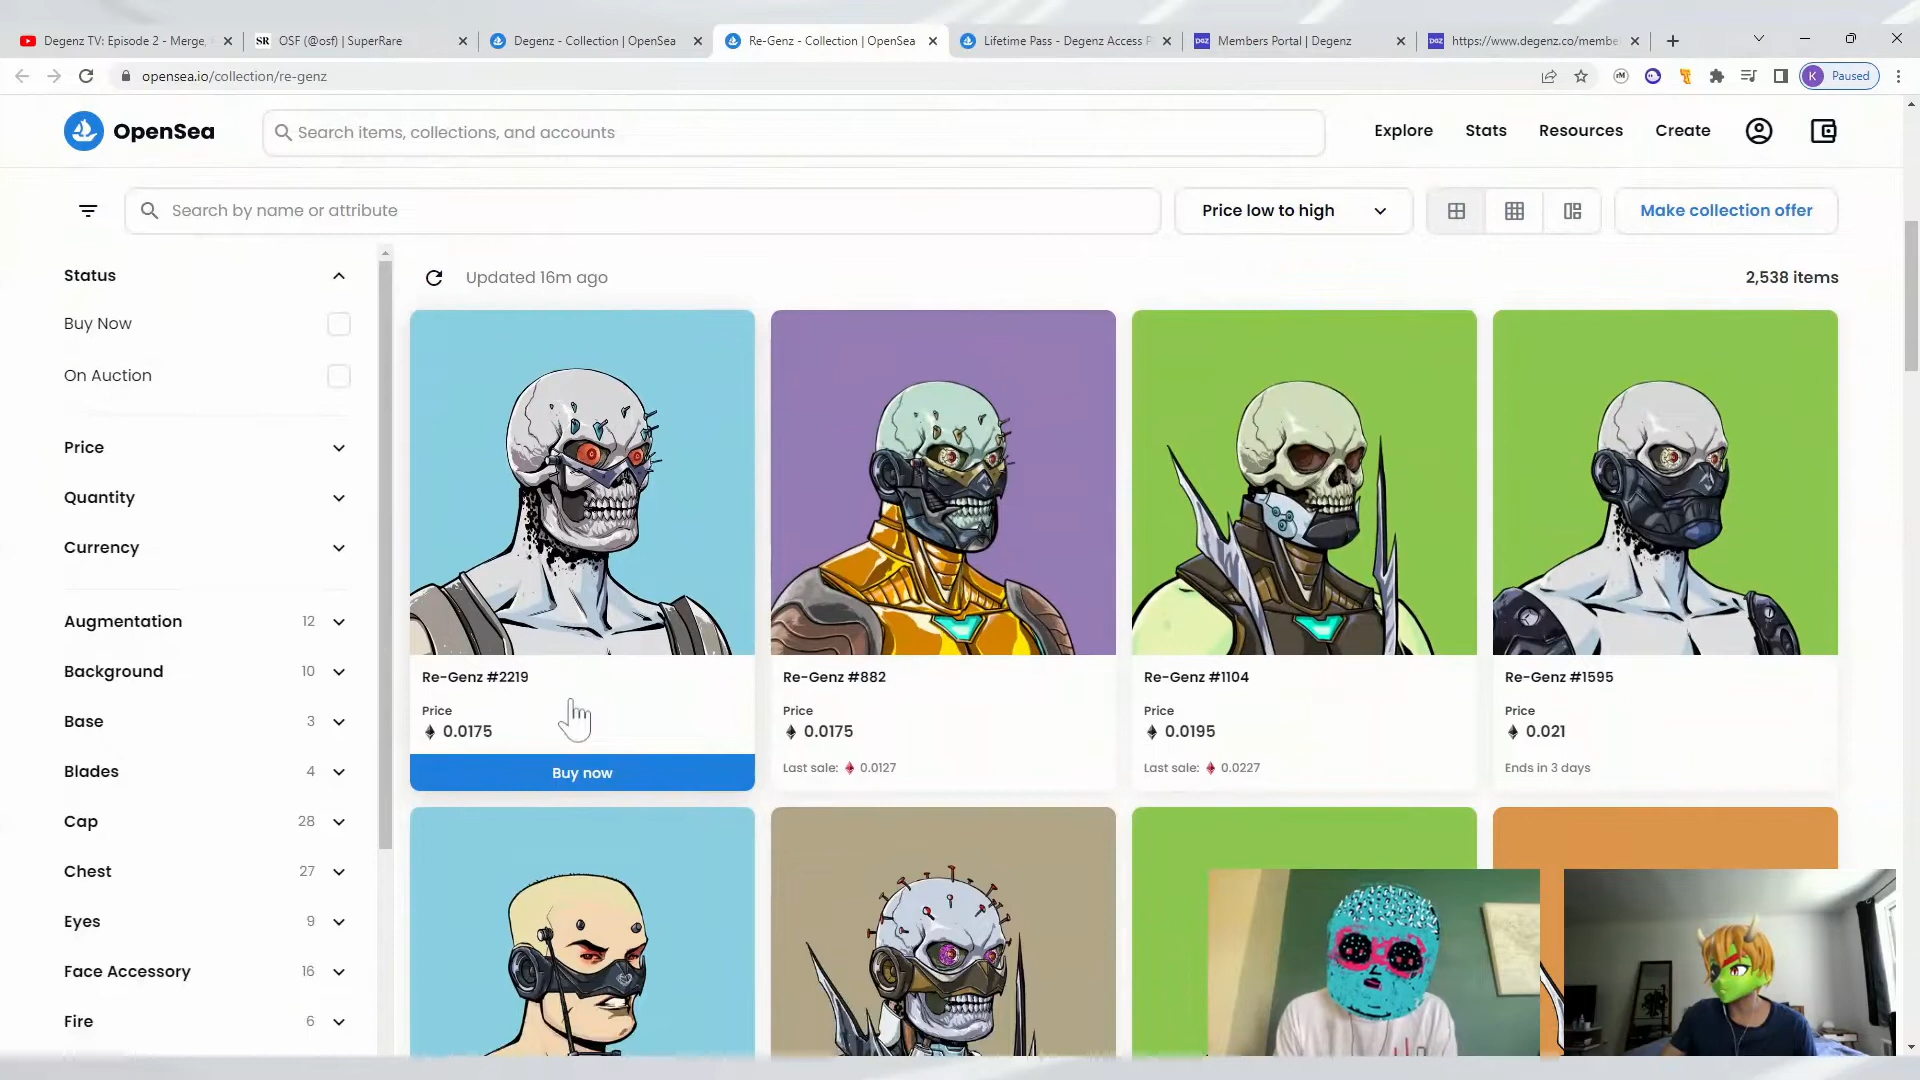 Degenz TV: Episode 2 - Merge,
SR OSF (@osf) | SuperRare
Degenz - Collection | OpenSea
Re-Genz - Collection | OpenSea
Lifetime Pass - Degenz Access P
DGZ Members Portal | Degenz
DGZ https://www.degenz.co/membe
opensea.io/collection/re-genz
K Paused
OpenSea
Search items, collections, and accounts
Explore
Stats
Resources
Create
Search by name or attribute
Price low to high
Make collection offer
Status
Buy Now
On Auction
Price
Quantity
Currency
Augmentation 12
Background 10
Base 3
Blades 4
Cap 28
Chest 27
Eyes 9
Face Accessory 16
Fire 6
Updated 16m ago
2,538 items
Re-Genz #2219
Price
0.0175
Buy now
Re-Genz #882
Price
0.0175
Last sale: 0.0127
Re-Genz #1104
Price
0.0195
Last sale: 0.0227
Re-Genz #1595
Price
0.021
Ends in 3 days